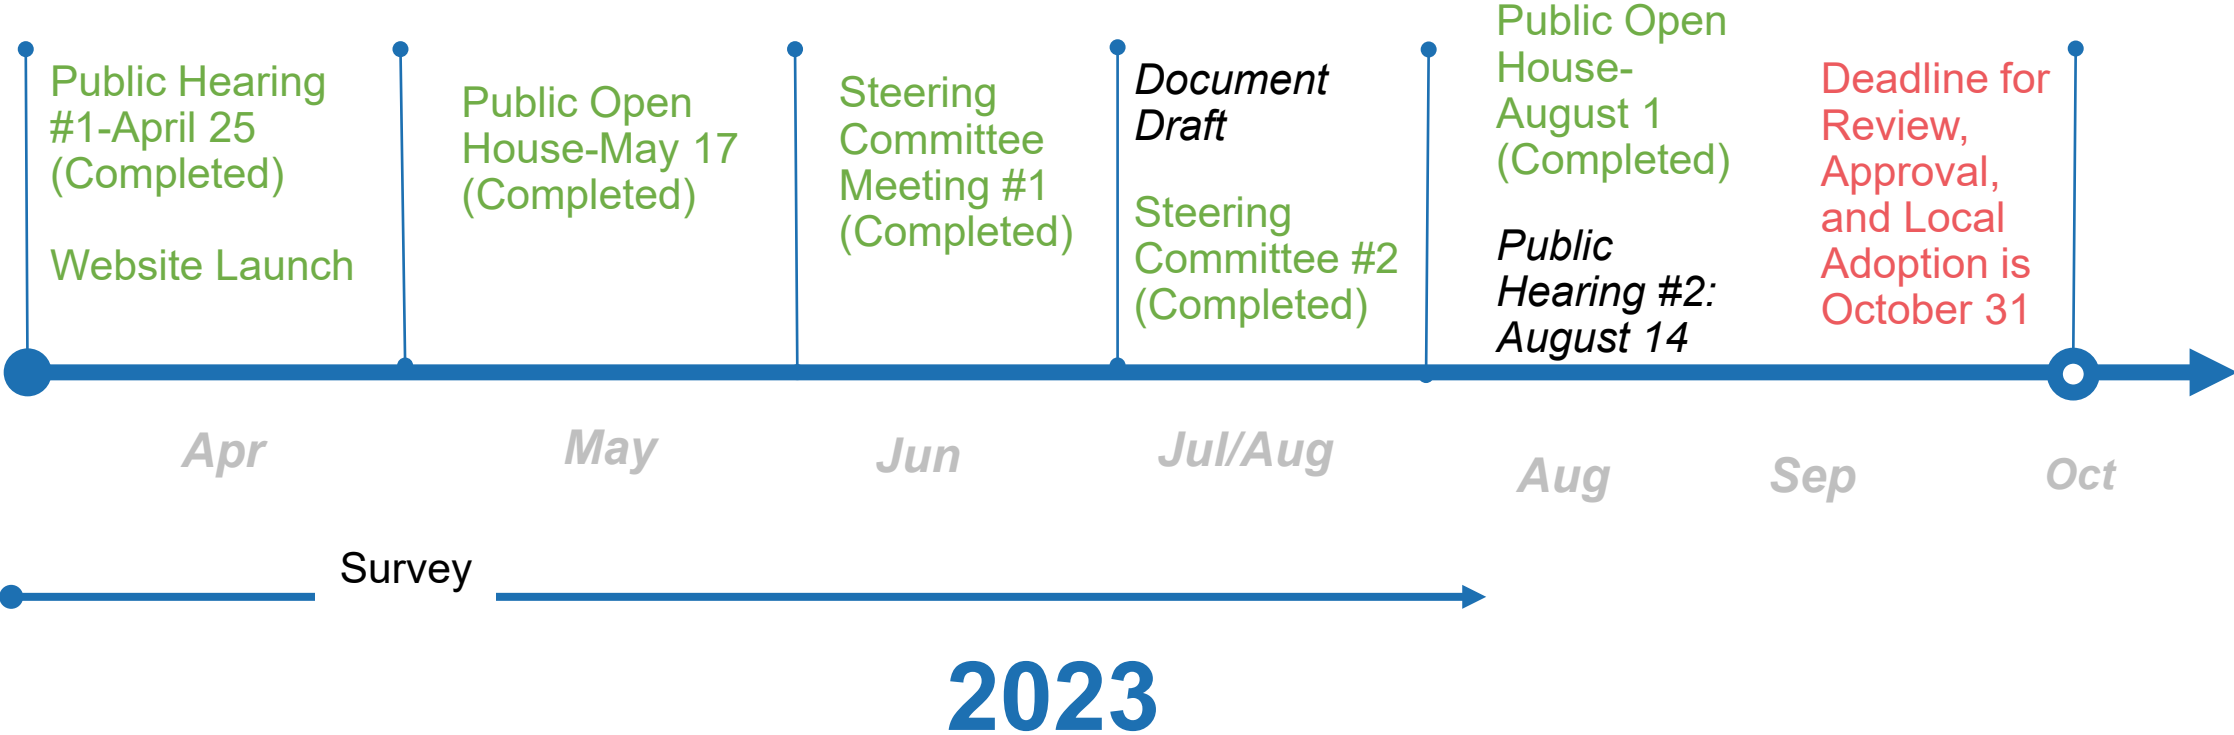 Public Hearing
#1-April 25
(Completed)
Website Launch
Public Open
House-May 17
(Completed)
Steering
Committee
Meeting #1
(Completed)
Document
Draft
Steering
Committee #2
(Completed)
Public Open
House-
August 1
(Completed)
Public
Hearing #2:
August 14
Deadline for
Review,
Approval,
and Local
Adoption is
October 31
Apr
May
Jun
Jul/Aug
Aug
Sep
Oct
Survey
2023